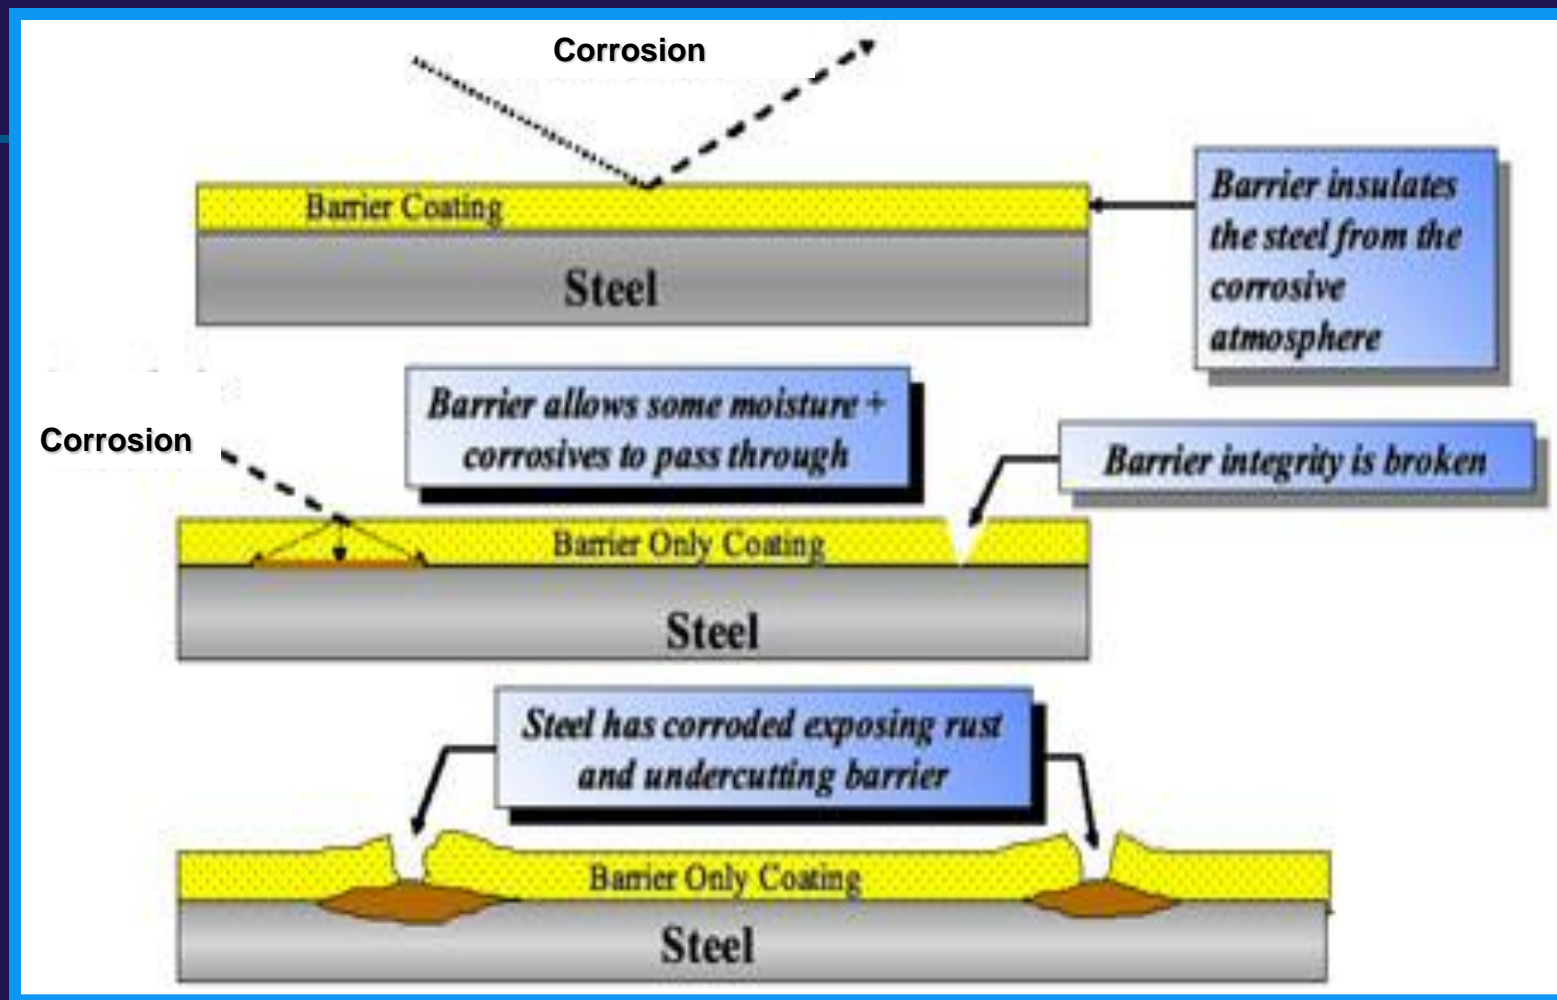 Corrosion
Barrier Coating
Steel
Barrier insulates
the steel from the
corrosive
atmosphere
Corrosion
Barrier allows some moisture +
corrosives to pass through
Barrier integrity is broken
Barrier Only Coating
Steel
Steel has corroded exposing rust
and undercutting barrier
Barrier Only Coating
Steel